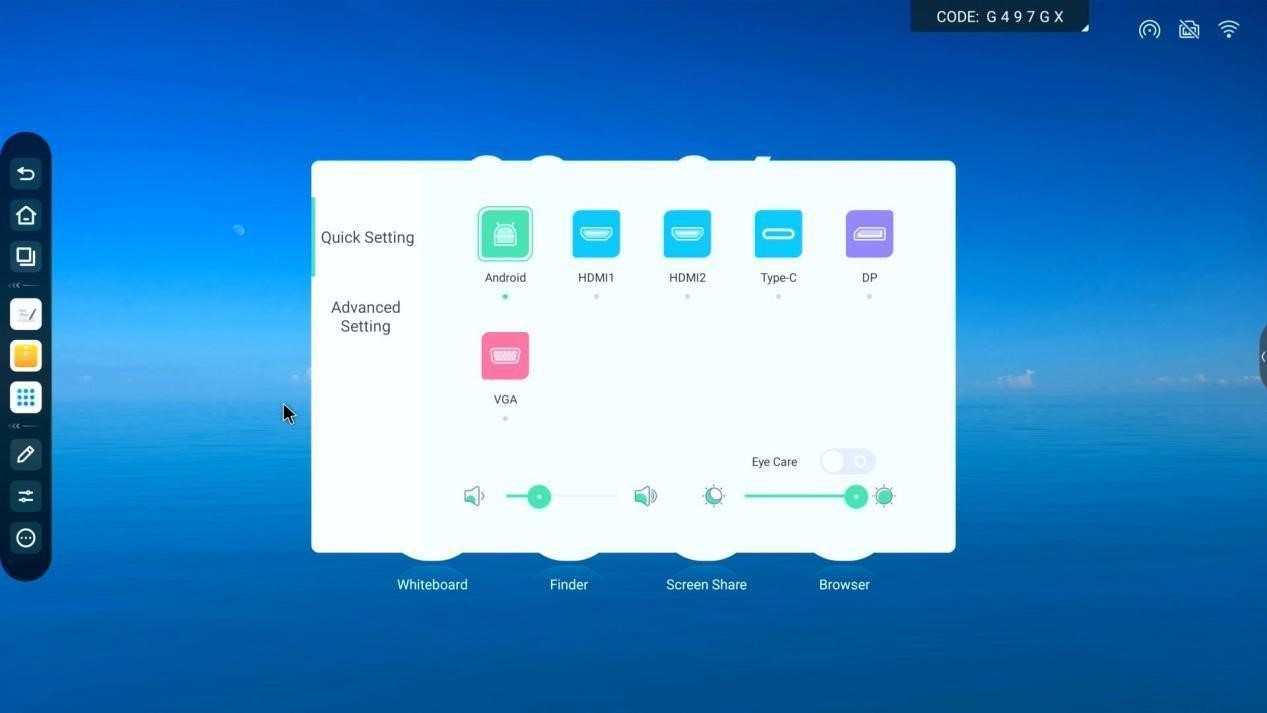 CODE: G 4 9 7 G X
Quick Setting
Android
HDMI1
HDMI2
Type-C
DP
Advanced
Setting
VGA
Eye Care
Whiteboard
Finder
Screen Share
Browser